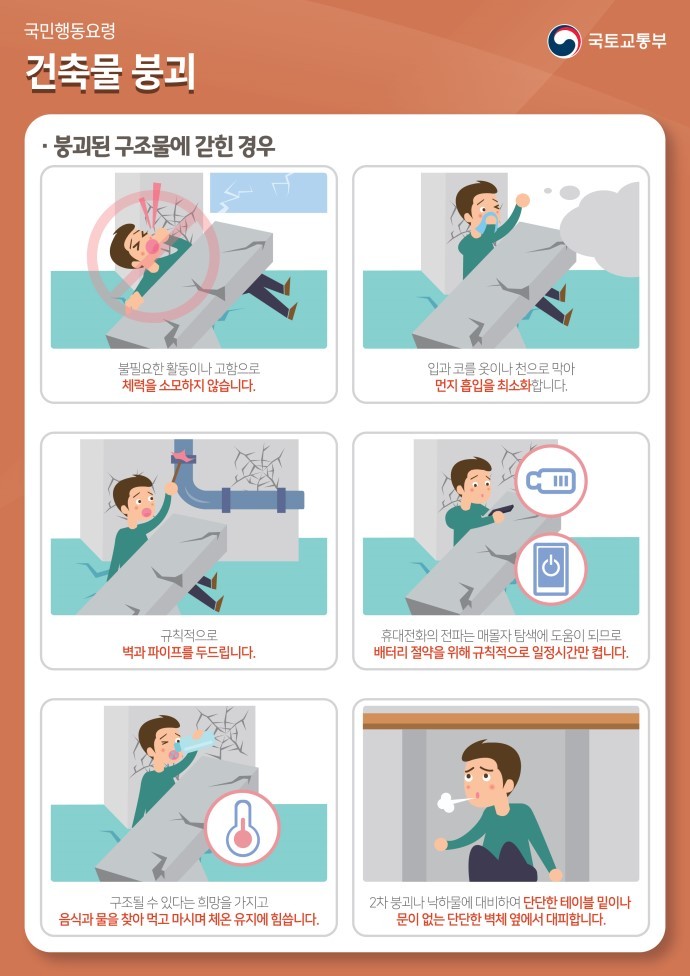 국민행동요령
건축물 붕괴
국토교통부
· 붕괴된 구조물에 갇힌 경우
불필요한 활동이나 고함으로
체력을 소모하지 않습니다.
입과 코를 옷이나 천으로 막아
먼지 흡입을 최소화합니다.
규칙적으로
벽과 파이프를 두드립니다.
휴대전화의 전파는 매몰자 탐색에 도움이 되므로
배터리 절약을 위해 규칙적으로 일정시간만 켭니다.
구조될 수 있다는 희망을 가지고
음식과 물을 찾아 먹고 마시며 체온 유지에 힘씁니다.
2차 붕괴나 낙하물에 대비하여 단단한 테이블 밑이나
문이 없는 단단한 벽체 옆에서 대피합니다.